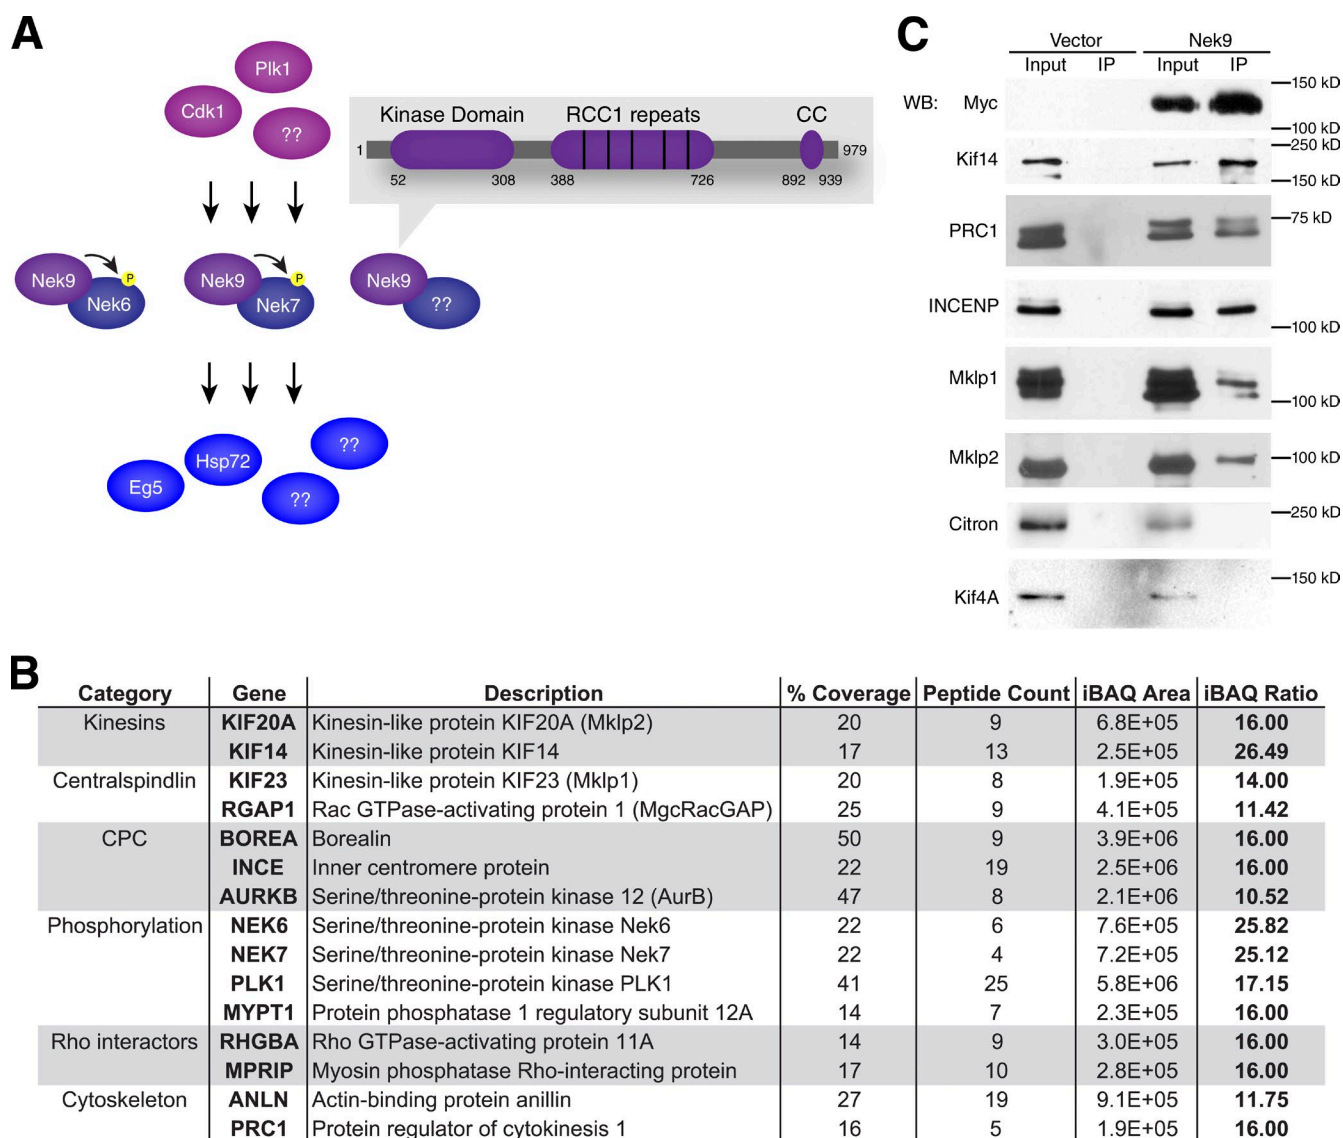 A
Plk1
Cdk1
??
Kinase Domain RCC1 repeats CC
1 979
52 308 388 726 892 939
Nek9 P Nek6
Nek9 P Nek7
Nek9 ??
Eg5 Hsp72 ?? ??
C
Vector Nek9
Input IP Input IP
WB: Myc
150 kD
100 kD
Kif14
250 kD
150 kD
PRC1
75 kD
INCENP
100 kD
Mklp1
100 kD
Mklp2
100 kD
Citron
250 kD
Kif4A
150 kD
B
Category Gene Description % Coverage Peptide Count iBAQ Area iBAQ Ratio
Kinesins KIF20A Kinesin-like protein KIF20A (Mklp2) 20 9 6.8E+05 16.00
KIF14 Kinesin-like protein KIF14 17 13 2.5E+05 26.49
Centralspindlin KIF23 Kinesin-like protein KIF23 (Mklp1) 20 8 1.9E+05 14.00
RGAP1 Rac GTPase-activating protein 1 (MgcRacGAP) 25 9 4.1E+05 11.42
CPC BOREA Borealin 50 9 3.9E+06 16.00
INCE Inner centromere protein 22 19 2.5E+06 16.00
AURKB Serine/threonine-protein kinase 12 (AurB) 47 8 2.1E+06 10.52
Phosphorylation NEK6 Serine/threonine-protein kinase Nek6 22 6 7.6E+05 25.82
NEK7 Serine/threonine-protein kinase Nek7 22 4 7.2E+05 25.12
PLK1 Serine/threonine-protein kinase PLK1 41 25 5.8E+06 17.15
MYPT1 Protein phosphatase 1 regulatory subunit 12A 14 7 2.3E+05 16.00
Rho interactors RHGBA Rho GTPase-activating protein 11A 14 9 3.0E+05 16.00
MPRIP Myosin phosphatase Rho-interacting protein 17 10 2.8E+05 16.00
Cytoskeleton ANLN Actin-binding protein anillin 27 19 9.1E+05 11.75
PRC1 Protein regulator of cytokinesis 1 16 5 1.9E+05 16.00